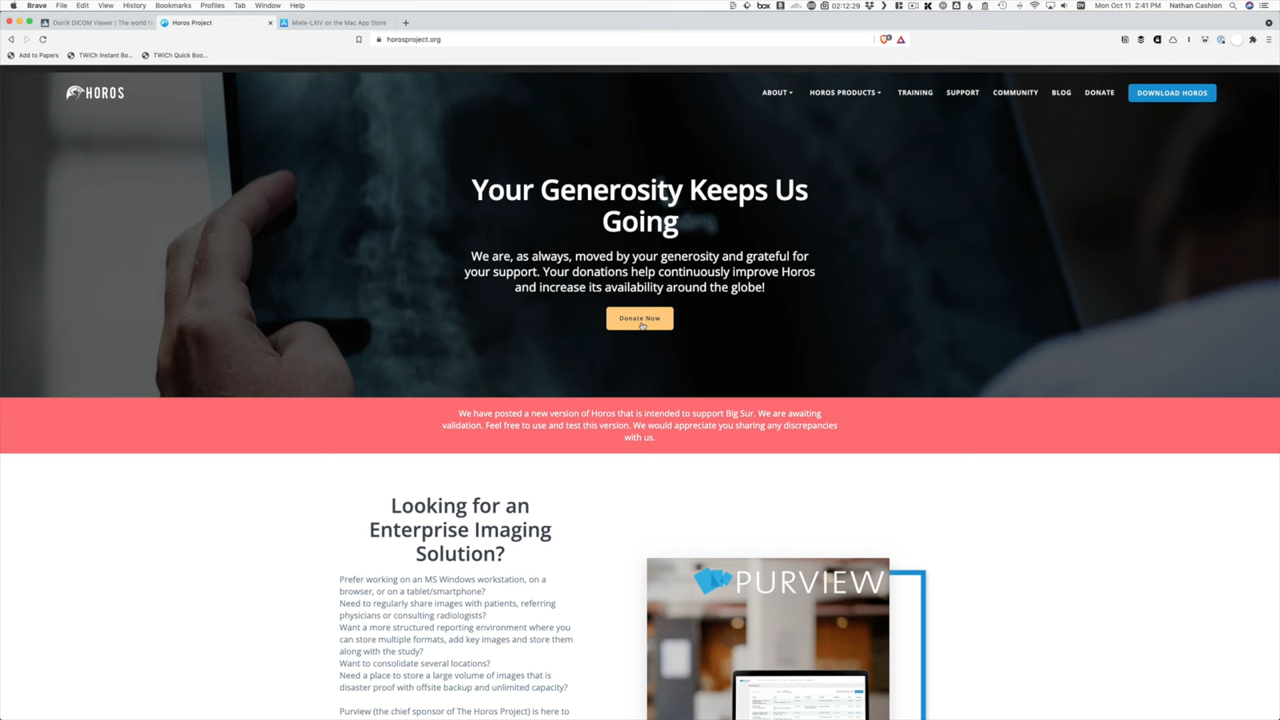 Brave File Edit View History Bookmarks Profiles Tab Window Help box 02:12:29 Mon Oct 11 2:41 PM Nathan Cashion
OsiriX DICOM Viewer | The world f Horos Project Miele-LXIV on the Mac App Store
horosproject.org
Add to Papers TWiCh Instant Bo... TWiCh Quick Boo...
HOROS ABOUT HOROS PRODUCTS TRAINING SUPPORT COMMUNITY BLOG DONATE DOWNLOAD HOROS
Your Generosity Keeps Us
Going
We are, as always, moved by your generosity and grateful for
your support. Your donations help continuously improve Horos
and increase its availability around the globe!
Donate Now
We have posted a new version of Horos that is intended to support Big Sur. We are awaiting
validation. Feel free to use and test this version. We would appreciate you sharing any discrepancies
with us.
Looking for an
Enterprise Imaging
Solution?
Prefer working on an MS Windows workstation, on a
browser, or on a tablet/smartphone?
Need to regularly share images with patients, referring
physicians or consulting radiologists?
Want a more structured reporting environment where you
can store multiple formats, add key images and store them
along with the study?
Want to consolidate several locations?
Need a place to store a large volume of images that is
disaster proof with offsite backup and unlimited capacity?
Purview (the chief sponsor of The Horos Project) is here to
PURVIEW